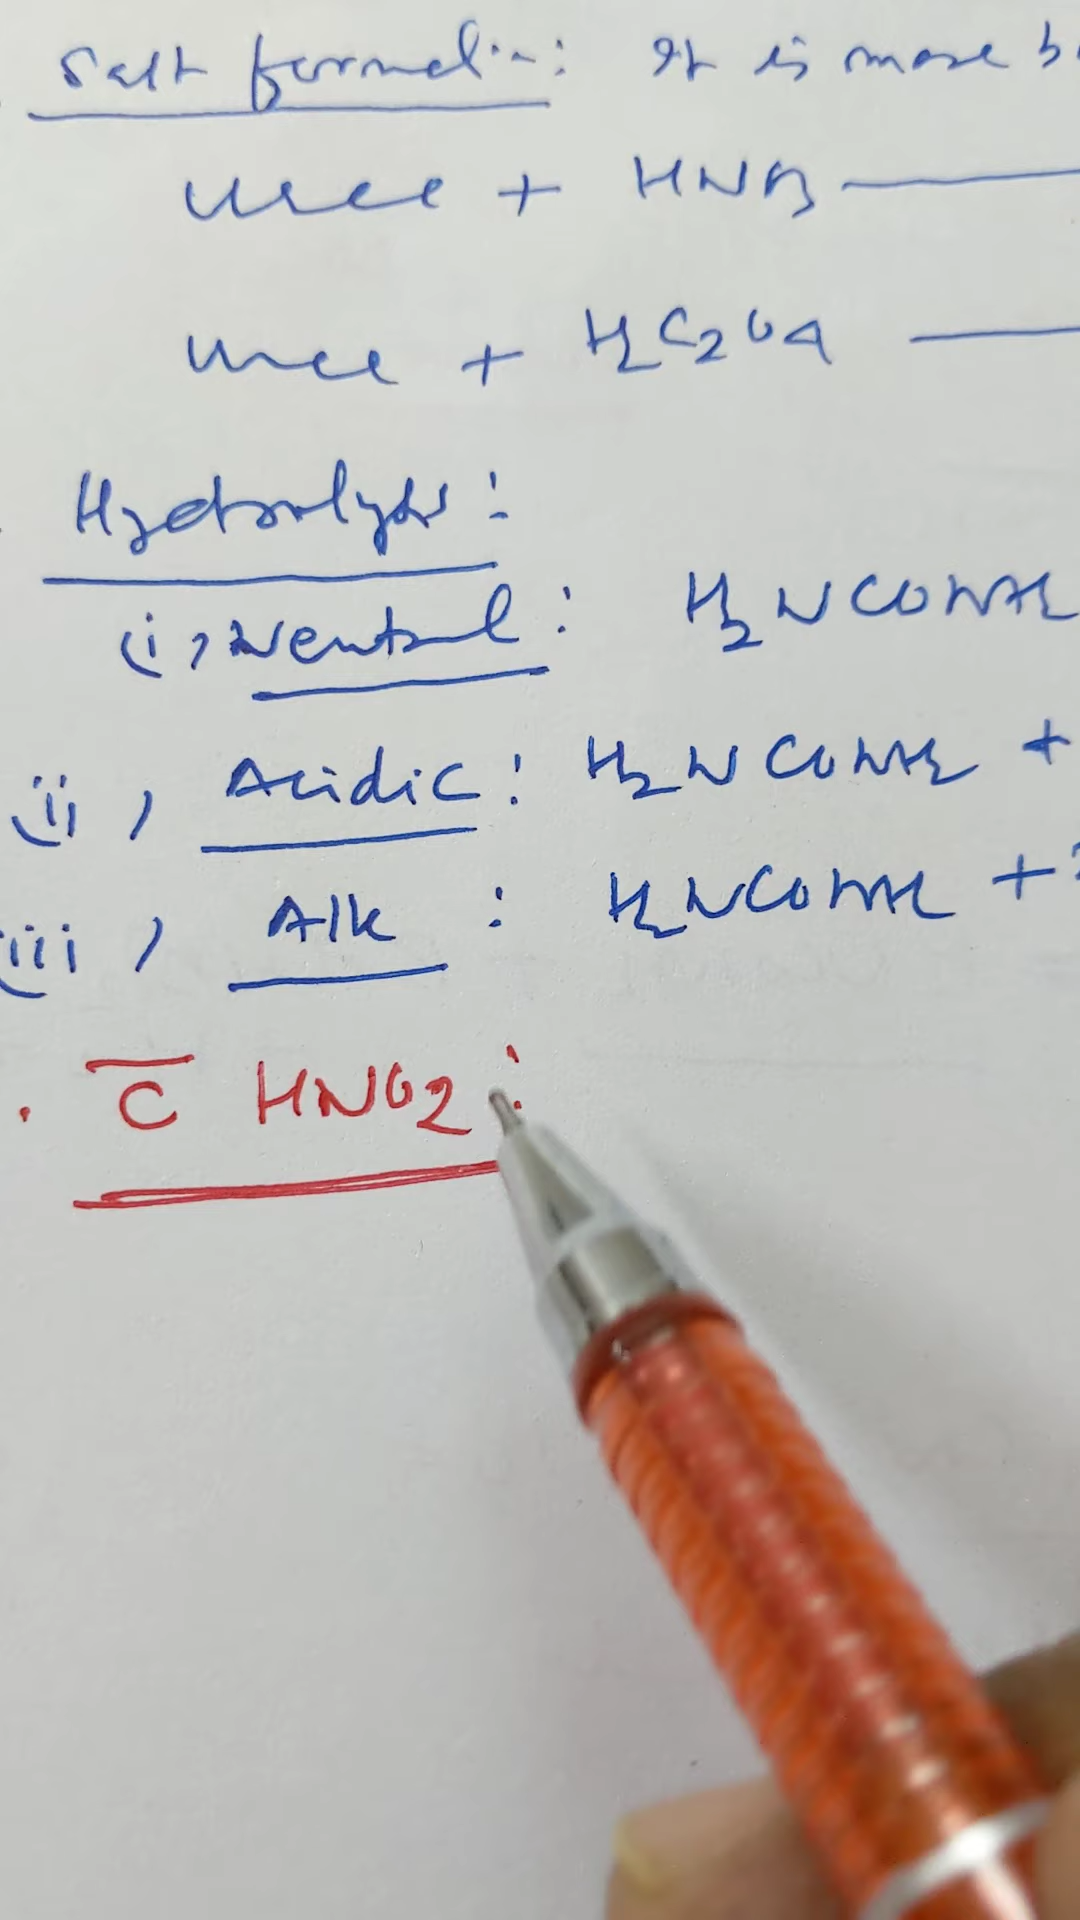 Salt formation: It is more b
Urea + HNO3
Urea + H2C2O4
Hydrolysis:
(i) Neutral: H2NCONH2
(ii) Acidic: H2NCONH2 +
(iii) Alk : H2NCONH2 + 2
. c̄ HNO2: